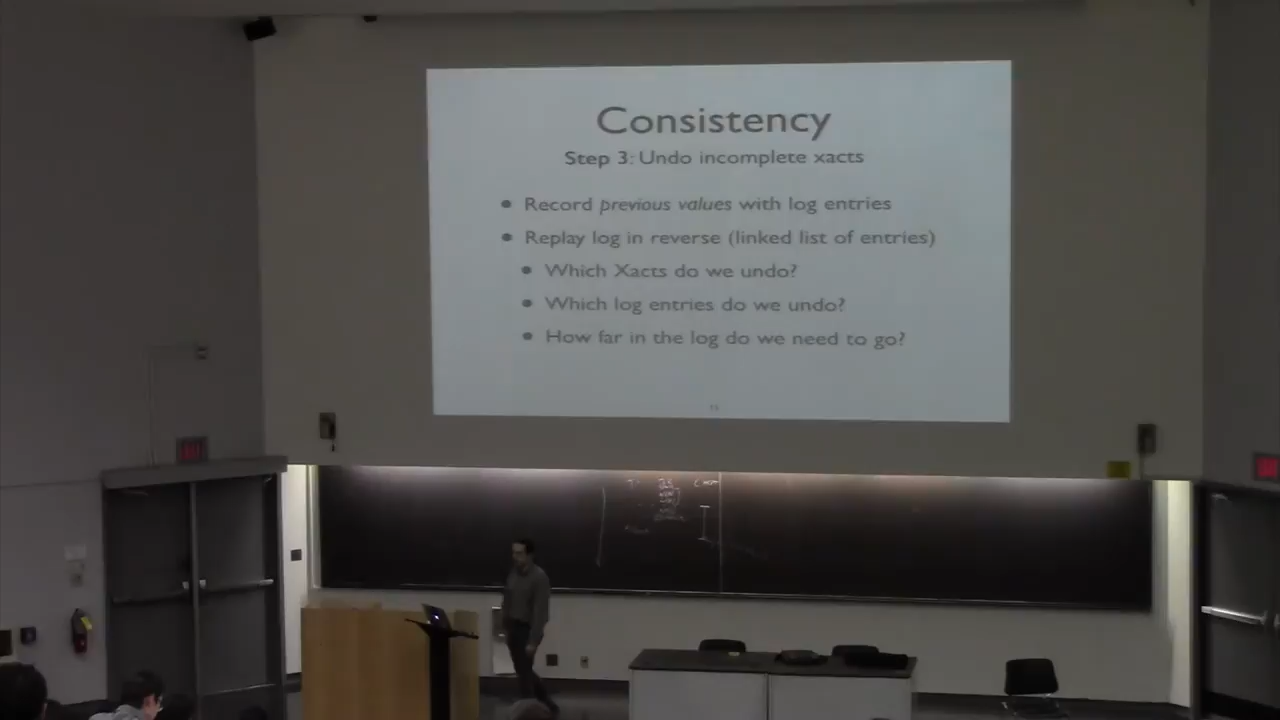 Consistency
Step 3: Undo incomplete xacts
• Record previous values with log entries
• Replay log in reverse (linked list of entries)
• Which Xacts do we undo?
• Which log entries do we undo?
• How far in the log do we need to go?